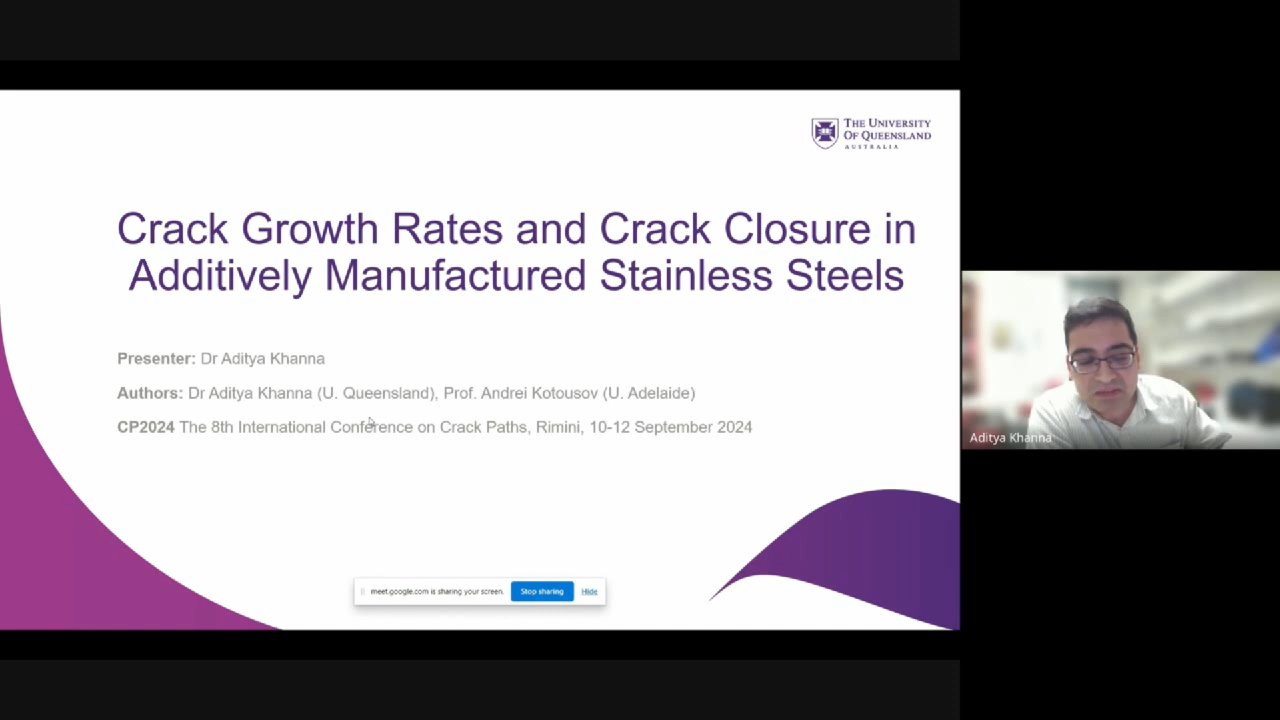 THE UNIVERSITY
OF QUEENSLAND
AUSTRALIA
Crack Growth Rates and Crack Closure in
Additively Manufactured Stainless Steels
Presenter: Dr Aditya Khanna
Authors: Dr Aditya Khanna (U. Queensland), Prof. Andrei Kotousov (U. Adelaide)
CP2024 The 8th International Conference on Crack Paths, Rimini, 10-12 September 2024
meet.google.com is sharing your screen.
Stop sharing
Hide
Aditya Khanna